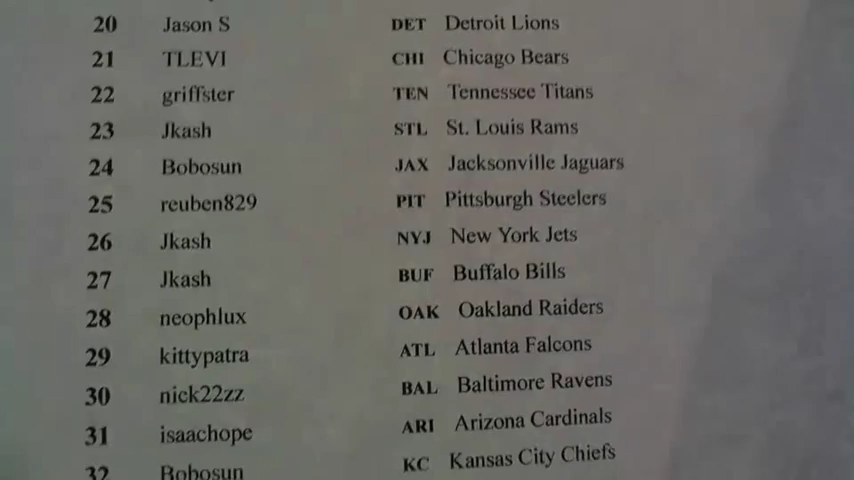 20 Jason S DET Detroit Lions
21 TLEVI CHI Chicago Bears
22 griffster TEN Tennessee Titans
23 Jkash STL St. Louis Rams
24 Bobosun JAX Jacksonville Jaguars
25 reuben829 PIT Pittsburgh Steelers
26 Jkash NYJ New York Jets
27 Jkash BUF Buffalo Bills
28 neophlux OAK Oakland Raiders
29 kittypatra ATL Atlanta Falcons
30 nick22zz BAL Baltimore Ravens
31 isaachope ARI Arizona Cardinals
32 Bobosun KC Kansas City Chiefs